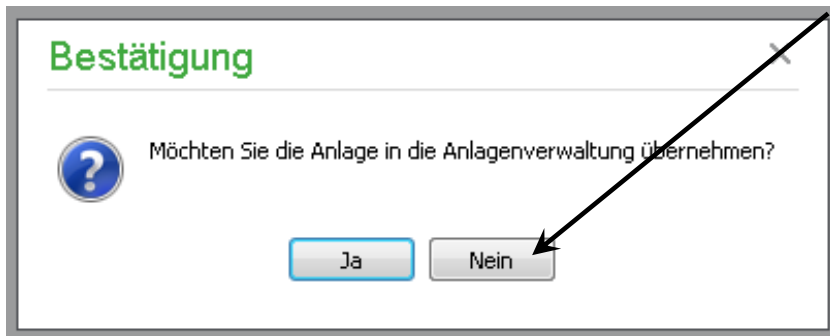 Bestätigung
Möchten Sie die Anlage in die Anlagenverwaltung übernehmen?
Ja
Nein